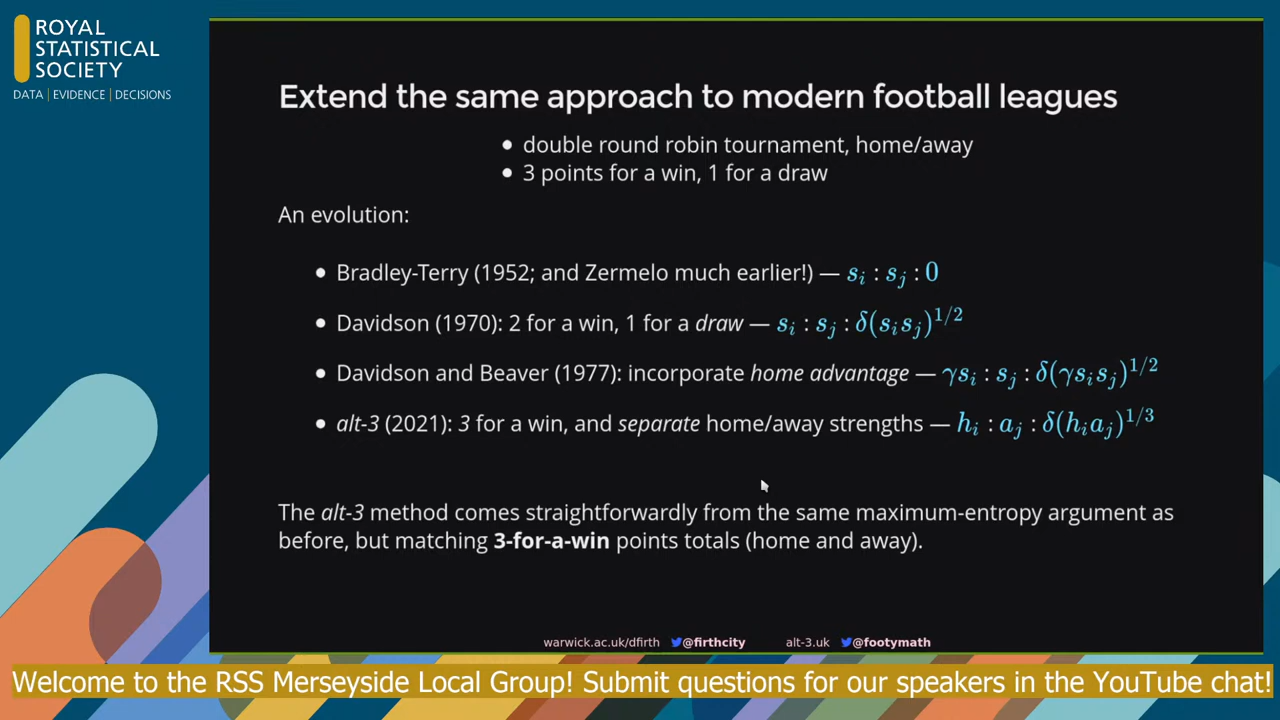 ROYAL
STATISTICAL
SOCIETY
DATA | EVIDENCE | DECISIONS
Extend the same approach to modern football leagues
• double round robin tournament, home/away
• 3 points for a win, 1 for a draw
An evolution:
• Bradley-Terry (1952; and Zermelo much earlier!) — s_i : s_j : 0
• Davidson (1970): 2 for a win, 1 for a draw — s_i : s_j : δ(s_i s_j)^{1/2}
• Davidson and Beaver (1977): incorporate home advantage — γs_i : s_j : δ(γs_i s_j)^{1/2}
• alt-3 (2021): 3 for a win, and separate home/away strengths — h_i : a_j : δ(h_i a_j)^{1/3}
The alt-3 method comes straightforwardly from the same maximum-entropy argument as
before, but matching 3-for-a-win points totals (home and away).
warwick.ac.uk/dfirth @firthcity alt-3.uk @footymath
Welcome to the RSS Merseyside Local Group! Submit questions for our speakers in the YouTube chat!